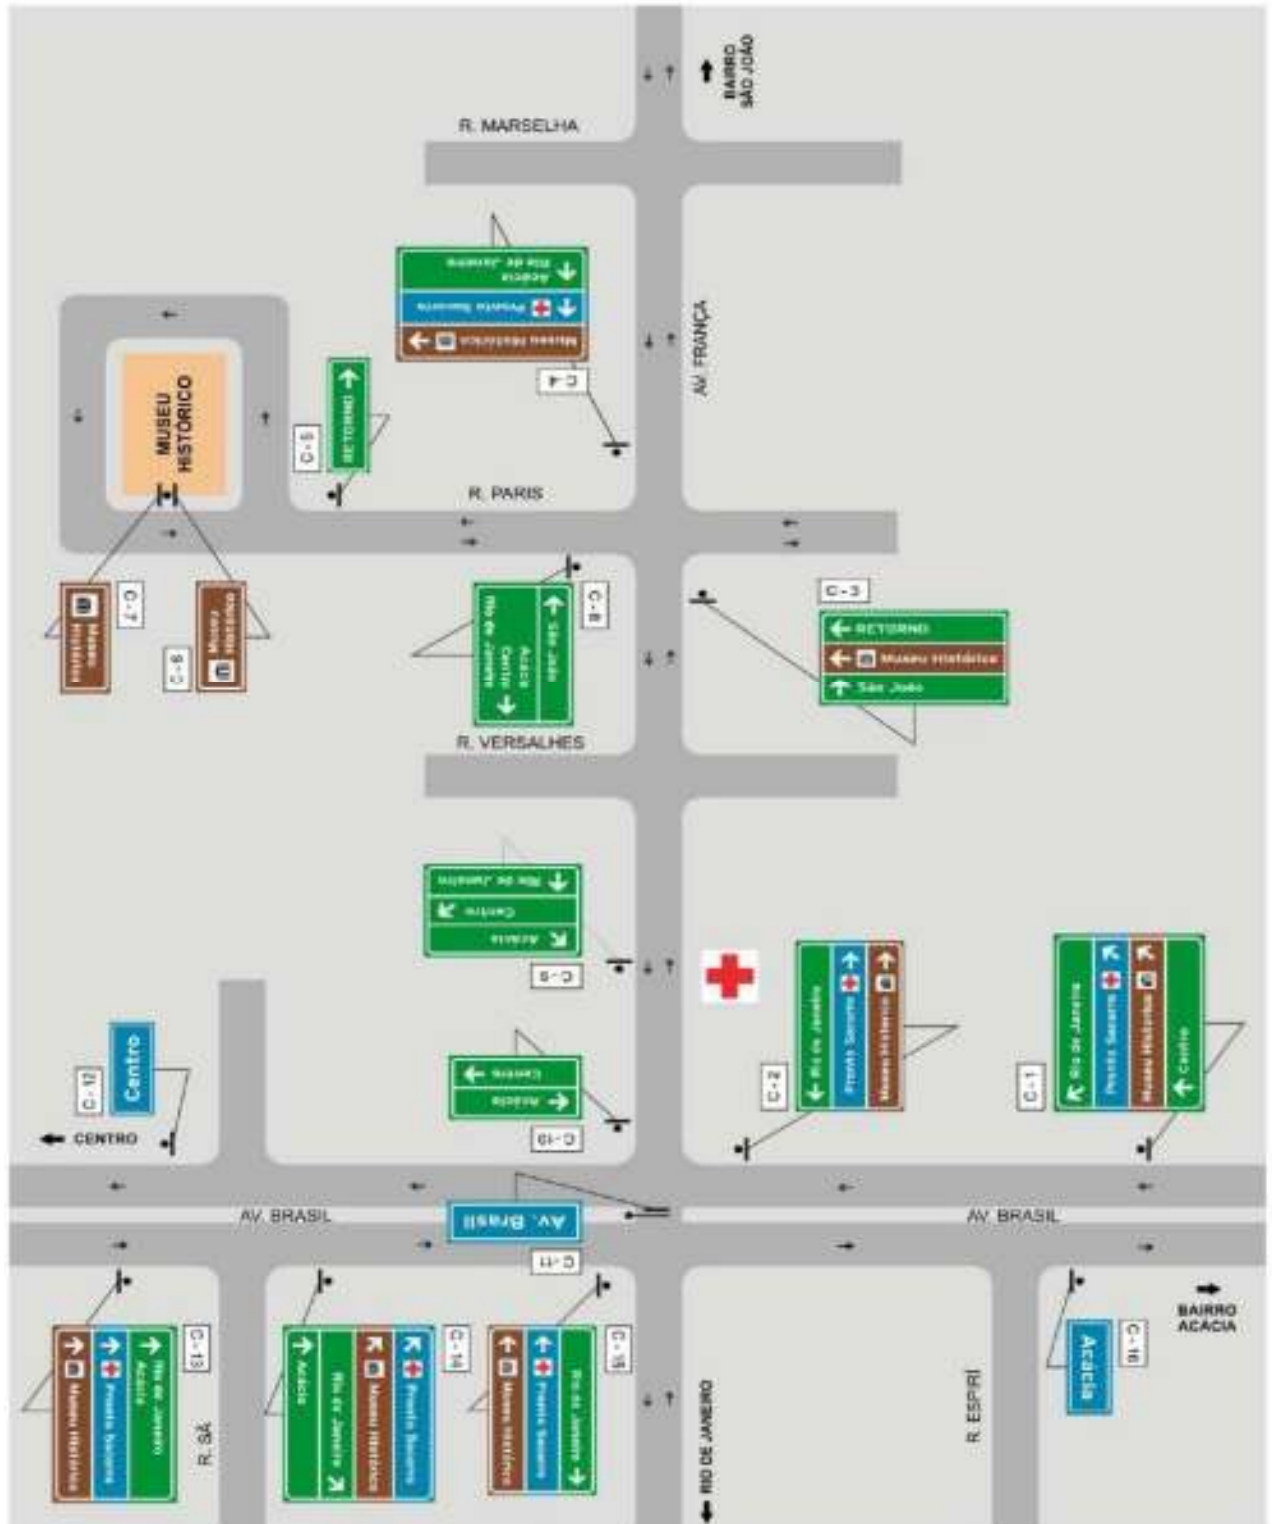 BAIRRO
SÃO JOÃO
R. MARSELHA
Acácia
Rio de Janeiro
Pronto Socorro
Museu Histórico
C-4
AV. FRANÇA
MUSEU
HISTÓRICO
RETORNO
C-5
R. PARIS
Museu
Histórico
C-7
Museu
Histórico
São João
Acácia
Centro
Rio de Janeiro
C-8
C-3
RETORNO
Museu Histórico
São João
R. VERSALHES
Rio de Janeiro
Centro
Acácia
C-9
Centro
Acácia
C-10
Rio de Janeiro
Pronto Socorro
Museu Histórico
C-2
Rio de Janeiro
Pronto Socorro
Museu Histórico
Centro
C-1
Centro
C-12
CENTRO
AV. BRASIL
Av. Brasil
C-11
AV. BRASIL
Rio de Janeiro
Acácia
Pronto Socorro
Museu Histórico
C-13
R. SÁ
Acácia
Rio de Janeiro
Museu Histórico
Pronto Socorro
C-14
Museu Histórico
Pronto Socorro
Rio de Janeiro
C-15
RIO DE JANEIRO
R. ESPIRÍ
Acácia
C-16
BAIRRO
ACÁCIA